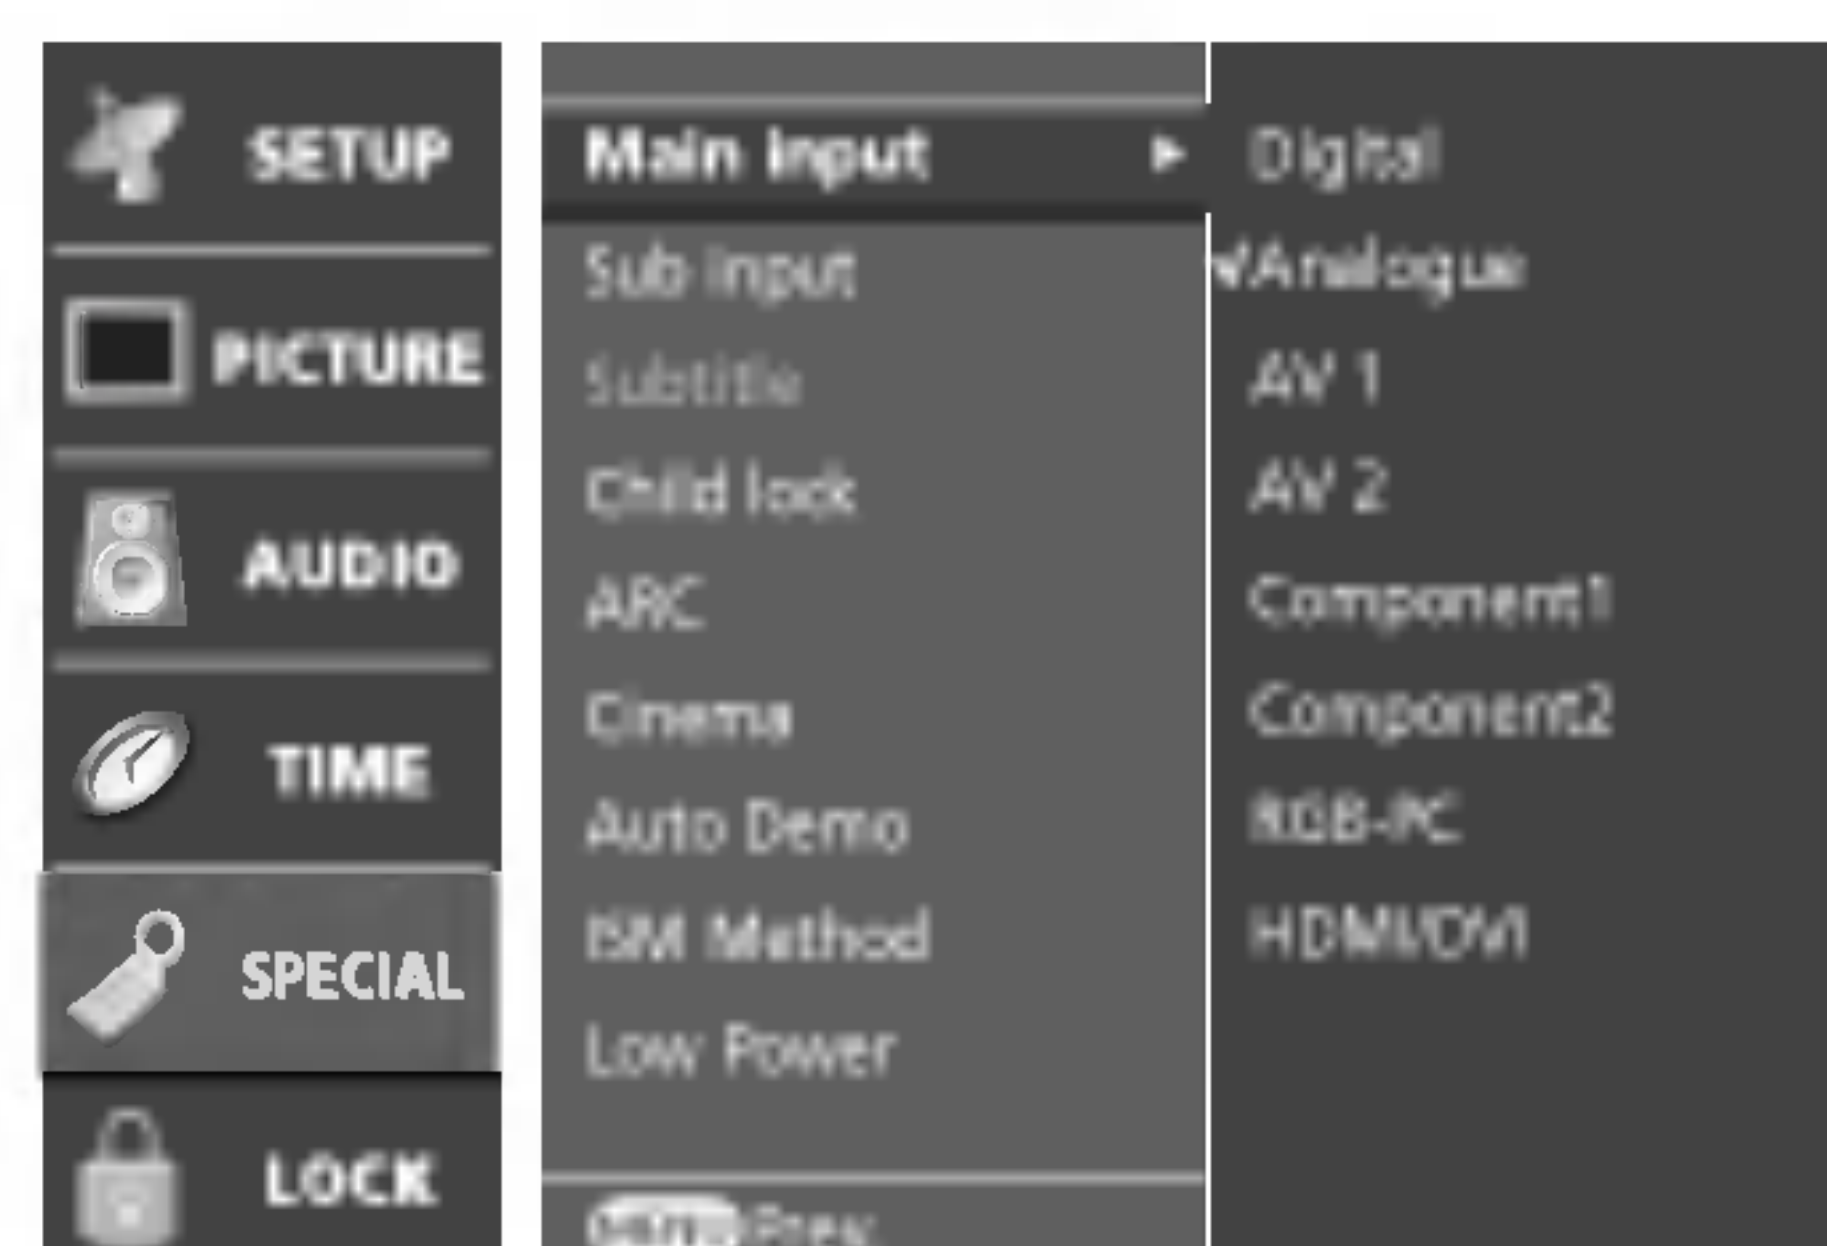 SETUP
PICTURE
AUDIO
TIME
SPECIAL
LOCK
Main input
Sub input
Subtitle
Child lock
ARC
Cinema
Auto Demo
ISM Method
Low Power
Prev.
Digital
✓Analogue
AV 1
AV 2
Component1
Component2
RGB-PC
HDMI/DVI